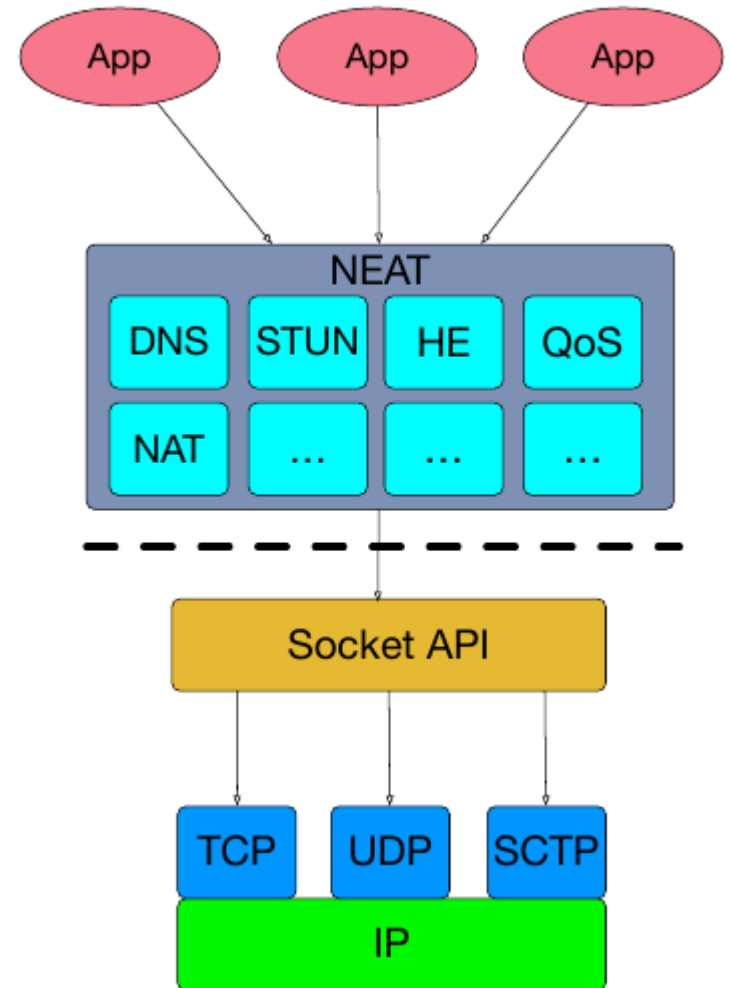 App App App
NEAT
DNS STUN HE QoS
NAT ... ... ...
Socket API
TCP UDP SCTP
IP